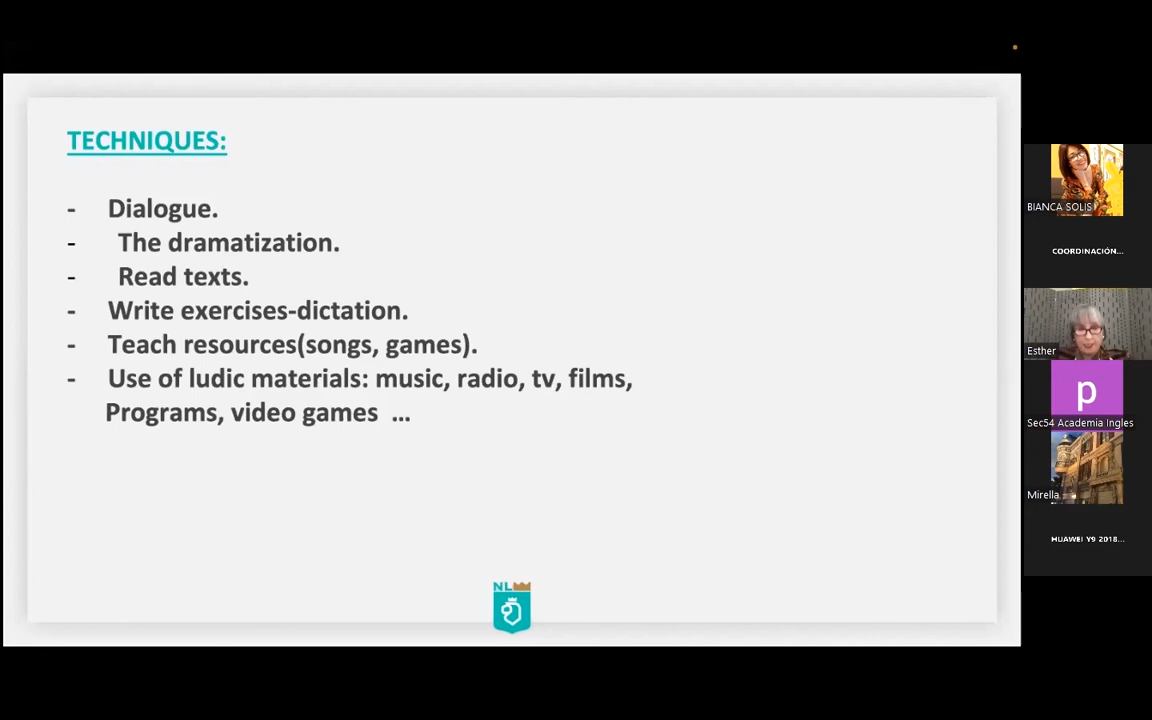 TECHNIQUES:
- Dialogue.
- The dramatization.
- Read texts.
- Write exercises-dictation.
- Teach resources(songs, games).
- Use of ludic materials: music, radio, tv, films,
Programs, video games ...
NL
BIANCA SOLIS
COORDINACIÓN...
Esther
p
Sec54 Academia Ingles
Mirella
HUAWEI Y9 2018...